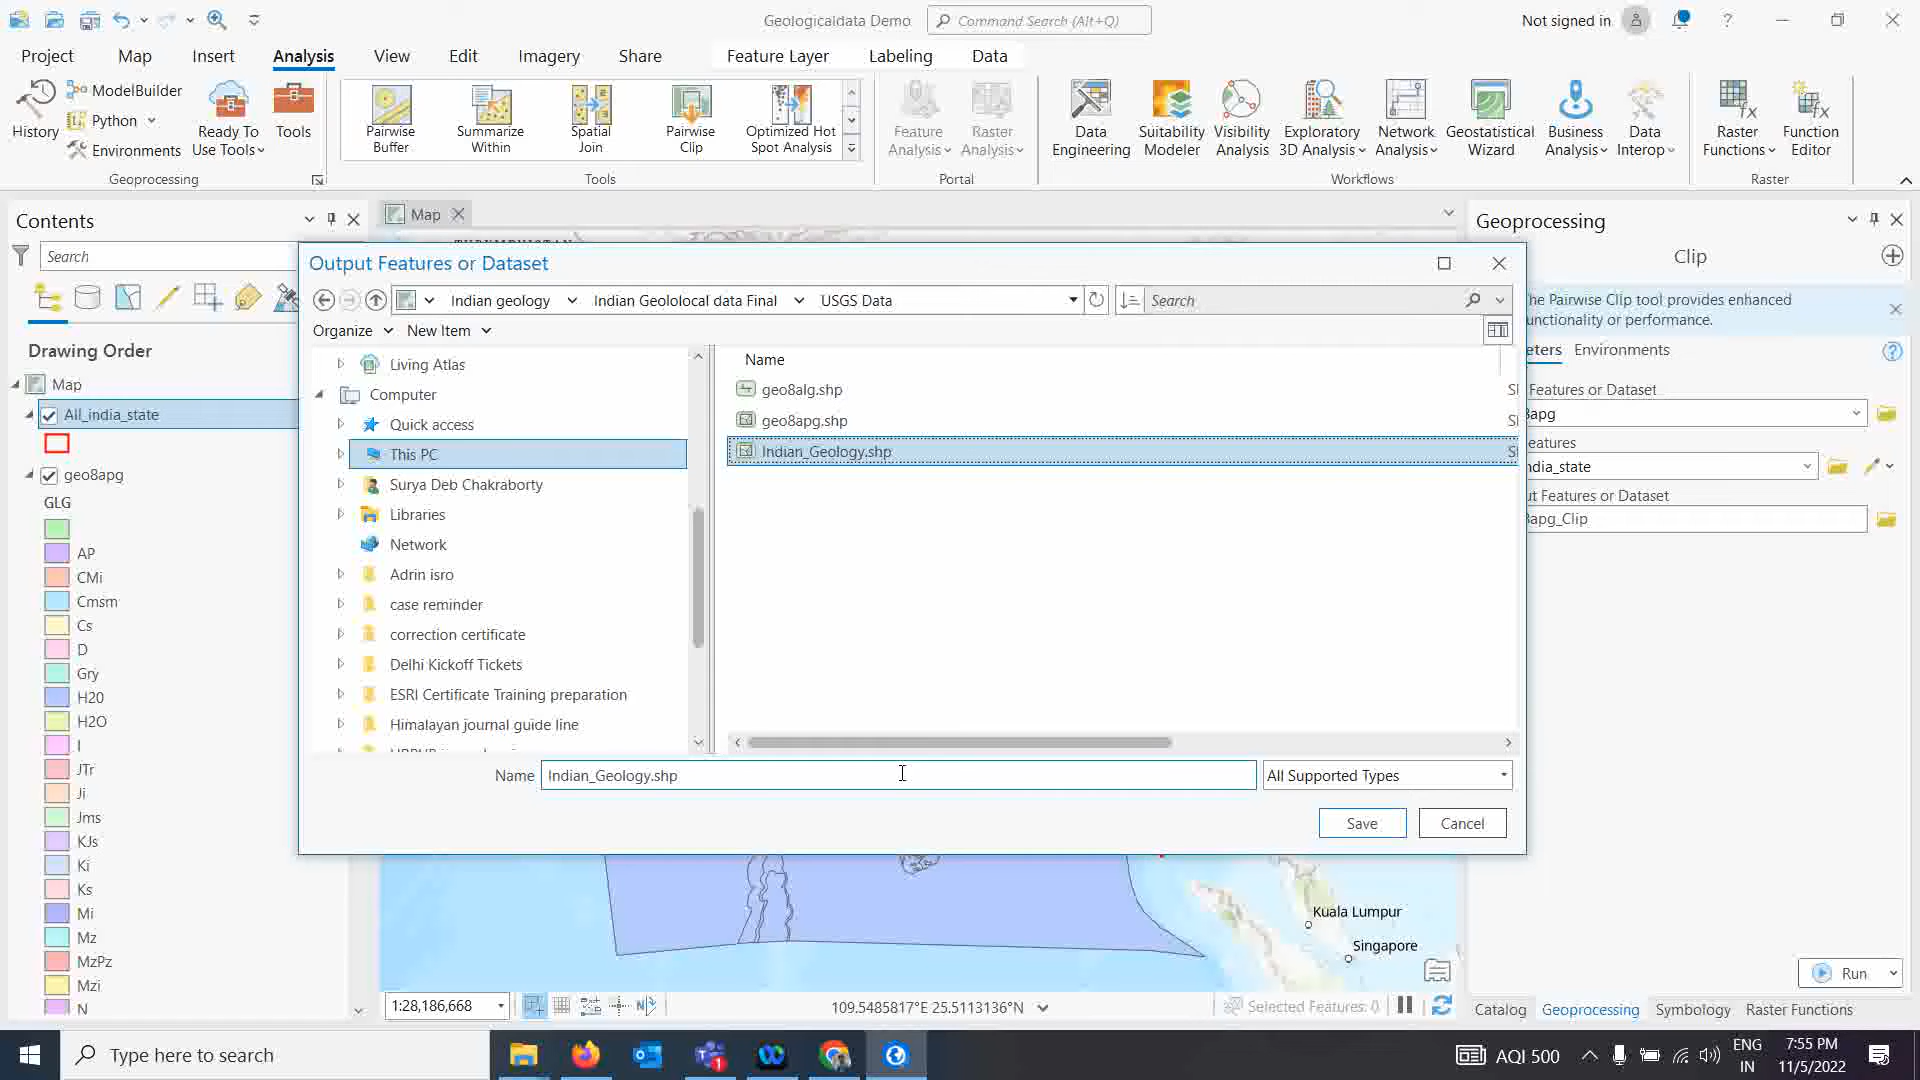 Geologicaldata Demo
Command Search (Alt+Q)
Not signed in
Project
Map
Insert
Analysis
View
Edit
Imagery
Share
Feature Layer
Labeling
Data
History
ModelBuilder
Python
Environments
Ready To
Use Tools
Tools
Geoprocessing
Pairwise
Buffer
Summarize
Within
Spatial
Join
Pairwise
Clip
Optimized Hot
Spot Analysis
Tools
Feature
Analysis
Raster
Analysis
Portal
Data
Engineering
Suitability
Modeler
Visibility
Analysis
Exploratory
3D Analysis
Network
Analysis
Geostatistical
Wizard
Business
Analysis
Data
Interop
Workflows
Raster
Functions
Function
Editor
Raster
Contents
Search
Drawing Order
Map
All_india_state
geo8apg
GLG
AP
CMi
Cmsm
Cs
D
Gry
H20
H2O
I
JTr
Ji
Jms
KJs
Ki
Ks
Mi
Mz
MzPz
Mzi
N
Map
Output Features or Dataset
Indian geology
Indian Geololocal data Final
USGS Data
Search
Organize
New Item
Living Atlas
Computer
Quick access
This PC
Surya Deb Chakraborty
Libraries
Network
Adrin isro
case reminder
correction certificate
Delhi Kickoff Tickets
ESRI Certificate Training preparation
Himalayan journal guide line
Name
geo8alg.shp
geo8apg.shp
Indian_Geology.shp
Name
Indian_Geology.shp
All Supported Types
Save
Cancel
Kuala Lumpur
Singapore
1:28,186,668
109.5485817°E 25.5113136°N
Selected Features: 0
Geoprocessing
Clip
he Pairwise Clip tool provides enhanced
unctionality or performance.
eters
Environments
Features or Dataset
apg
eatures
ndia_state
ut Features or Dataset
apg_Clip
Run
Catalog
Geoprocessing
Symbology
Raster Functions
Type here to search
AQI 500
ENG
IN
7:55 PM
11/5/2022